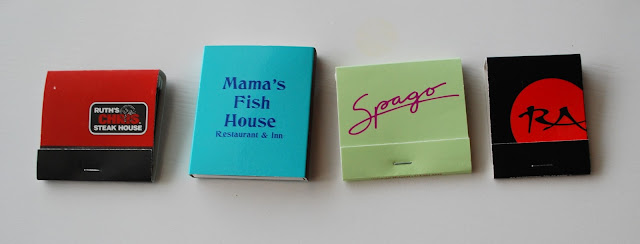 RUTH'S
CHRIS
STEAK HOUSE
Mama's
Fish
House
Restaurant & Inn
Spago
RA